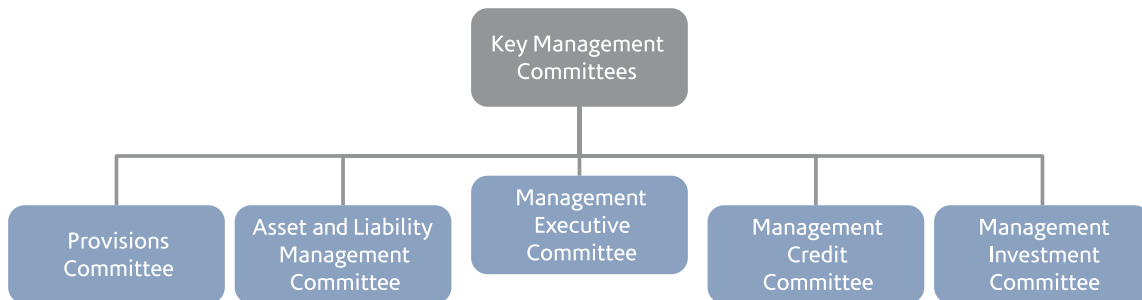 Key Management
Committees
Provisions
Committee
Asset and Liability
Management
Committee
Management
Executive
Committee
Management
Credit
Committee
Management
Investment
Committee